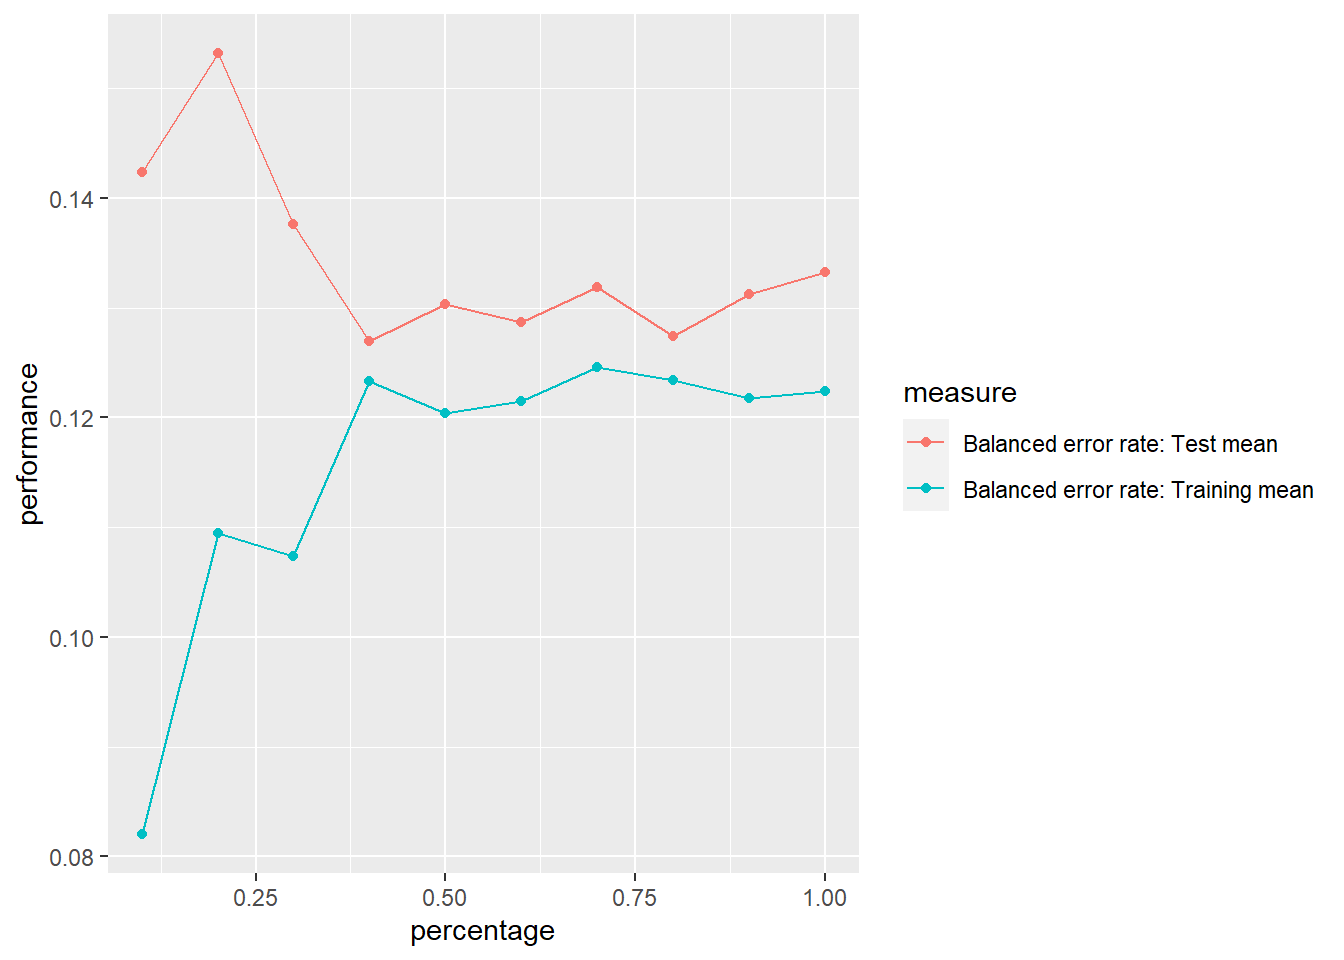 0.14
0.12
0.10
0.08
performance
0.25 0.50 0.75 1.00
percentage
measure
Balanced error rate: Test mean
Balanced error rate: Training mean